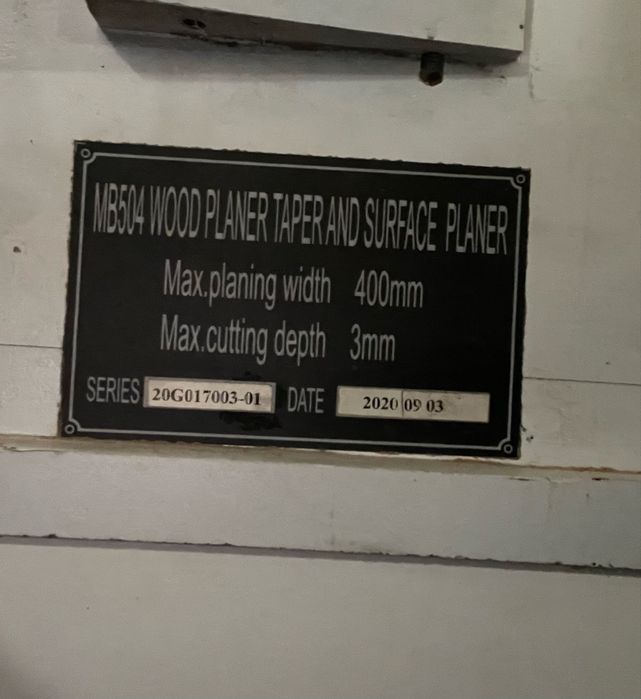 MB504 WOOD PLANER TAPER AND SURFACE PLANER
Max.planing width 400mm
Max.cutting depth 3mm
SERIES 20G017003-01 DATE 2020 09 03